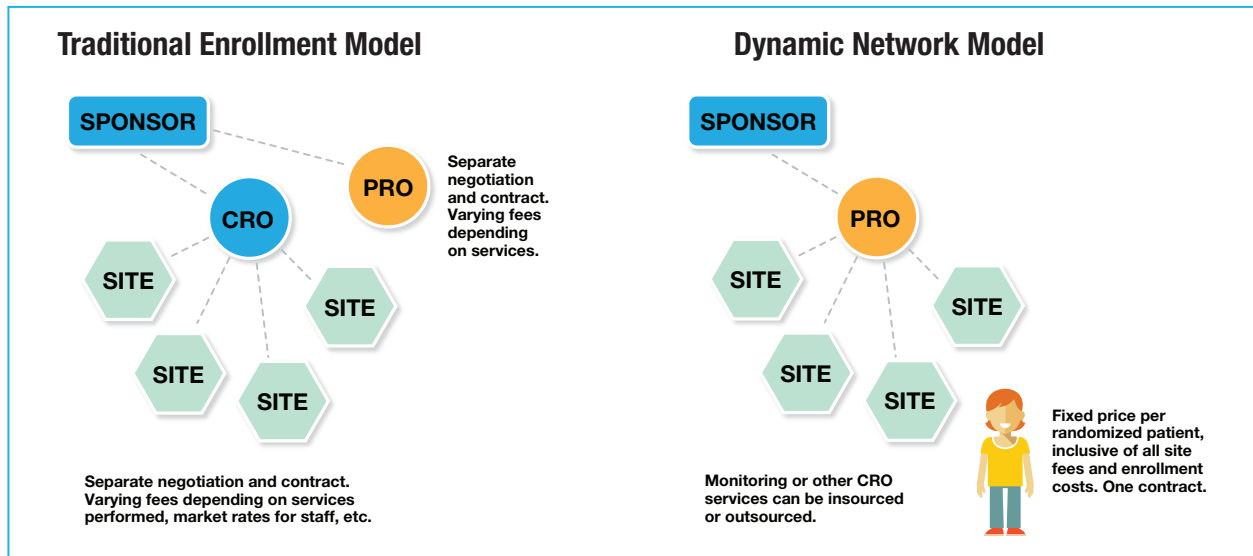 Traditional Enrollment Model
SPONSOR
PRO
Separate
negotiation
and contract.
Varying fees
depending
on services.
CRO
SITE
SITE
SITE
SITE
Separate negotiation and contract.
Varying fees depending on services
performed, market rates for staff, etc.
Dynamic Network Model
SPONSOR
PRO
SITE
SITE
SITE
SITE
Monitoring or other CRO
services can be insourced
or outsourced.
Fixed price per
randomized patient,
inclusive of all site
fees and enrollment
costs. One contract.